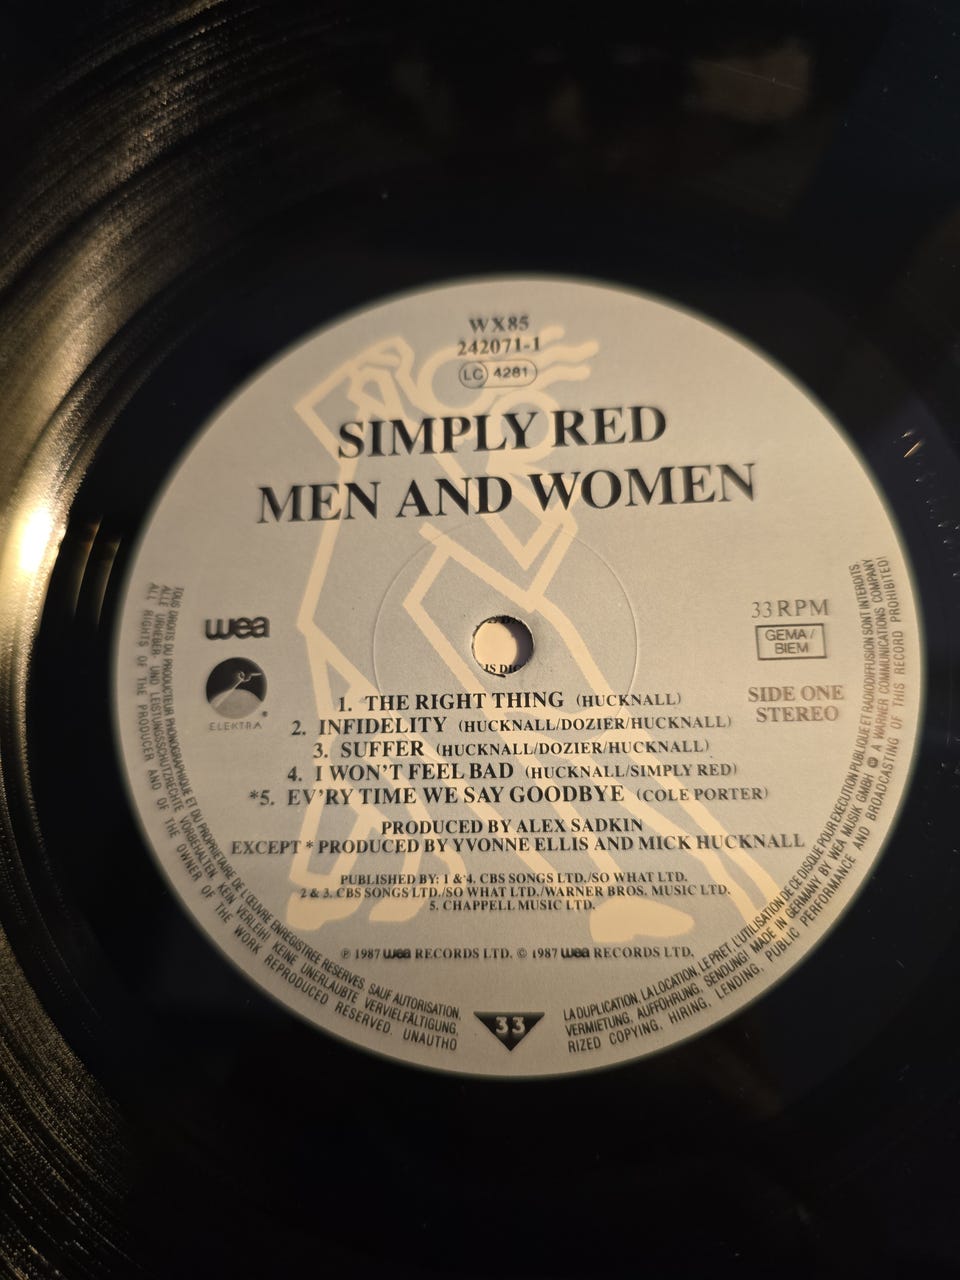 WX85
242071-1
LC 4281
SIMPLY RED
MEN AND WOMEN
wea
ELEKTRA
33 RPM
GEMA/
BIEM
SIDE ONE
STEREO
1. THE RIGHT THING (HUCKNALL)
2. INFIDELITY (HUCKNALL/DOZIER/HUCKNALL)
3. SUFFER (HUCKNALL/DOZIER/HUCKNALL)
4. I WON'T FEEL BAD (HUCKNALL/SIMPLY RED)
*5. EV'RY TIME WE SAY GOODBYE (COLE PORTER)
PRODUCED BY ALEX SADKIN
EXCEPT * PRODUCED BY YVONNE ELLIS AND MICK HUCKNALL
PUBLISHED BY: 1 & 4. CBS SONGS LTD./SO WHAT LTD.
2 & 3. CBS SONGS LTD./SO WHAT LTD./WARNER BROS. MUSIC LTD.
5. CHAPPELL MUSIC LTD.
℗ 1987 wea RECORDS LTD. © 1987 wea RECORDS LTD.
TOUS DROITS DU PRODUCTEUR PHONOGRAPHIQUE ET DU PROPRIETAIRE DE L'ŒUVRE ENREGISTREE RESERVES. SAUF AUTORISATION, LA DUPLICATION, LA LOCATION, LE PRET, L'UTILISATION DE CE DISQUE POUR EXECUTION PUBLIQUE ET RADIODIFFUSION SONT INTERDITS.
ALLE URHEBER UND LEISTUNGSSCHUTZRECHTE VORBEHALTEN KEIN VERLEIH! KEINE UNERLAUBTE VERVIELFÄLTIGUNG, VERMIETUNG, AUFFÜHRUNG, SENDUNG! MADE IN GERMANY BY WEA MUSIK GMBH A WARNER COMMUNICATIONS COMPANY
ALL RIGHTS OF THE PRODUCER AND OF THE OWNER OF THE WORK REPRODUCED RESERVED. UNAUTHORIZED COPYING, HIRING, LENDING, PUBLIC PERFORMANCE AND BROADCASTING OF THIS RECORD PROHIBITED!
33